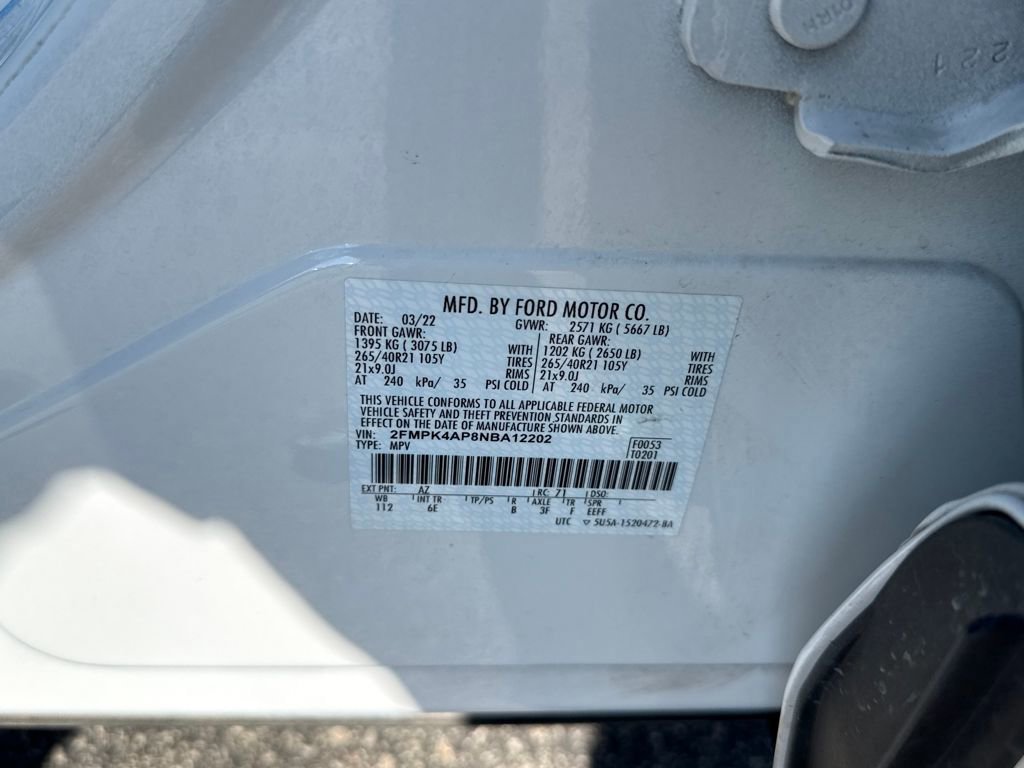 01RH
221
MFD. BY FORD MOTOR CO.
DATE: 03/22 GVWR: 2571 KG ( 5667 LB)
FRONT GAWR: REAR GAWR:
1395 KG ( 3075 LB) WITH 1202 KG ( 2650 LB) WITH
265/40R21 105Y TIRES 265/40R21 105Y TIRES
21x9.0J RIMS 21x9.0J RIMS
AT 240 kPa/ 35 PSI COLD AT 240 kPa/ 35 PSI COLD
THIS VEHICLE CONFORMS TO ALL APPLICABLE FEDERAL MOTOR
VEHICLE SAFETY AND THEFT PREVENTION STANDARDS IN
EFFECT ON THE DATE OF MANUFACTURE SHOWN ABOVE.
VIN: 2FMPK4AP8NBA12202 F0053
TYPE: MPV T0201
EXT PNT: AZ RC: 71 DSO:
WB INT TR TP/PS R AXLE TR SPR
112 6E B 3F F EEFF
UTC ▽ 5U5A-1520472-BA